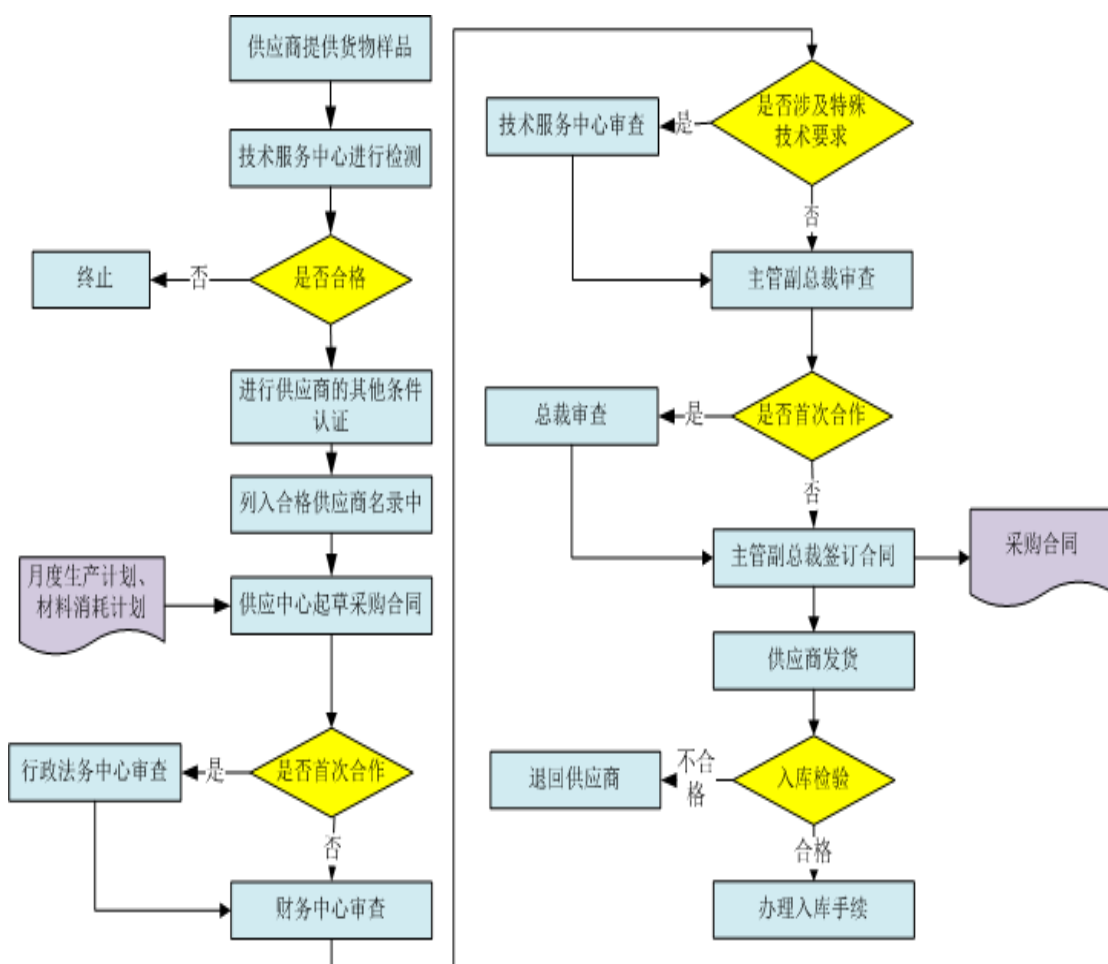 供应商提供货物样品
技术服务中心进行检测
是否合格
否
终止
进行供应商的其他条件
认证
列入合格供应商名录中
月度生产计划、
材料消耗计划
供应中心起草采购合同
是否首次合作
是
行政法务中心审查
否
财务中心审查
是否涉及特殊
技术要求
是
技术服务中心审查
否
主管副总裁审查
是否首次合作
是
总裁审查
否
主管副总裁签订合同
采购合同
供应商发货
入库检验
不合
格
退回供应商
合格
办理入库手续